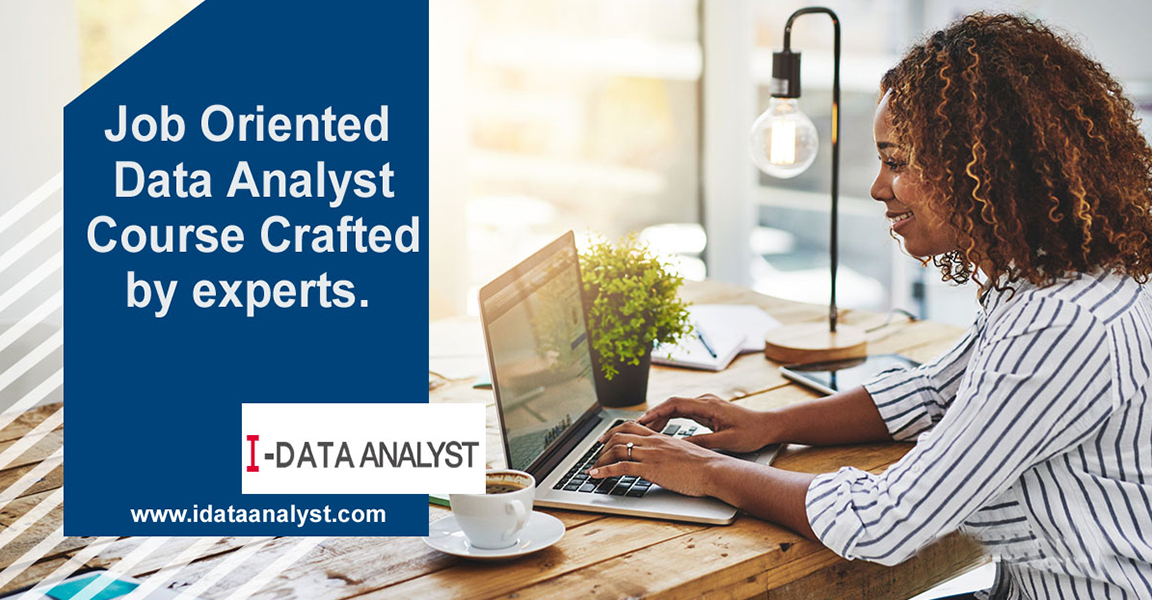 Job Oriented
Data Analyst
Course Crafted
by experts.
I-DATA ANALYST
www.idataanalyst.com